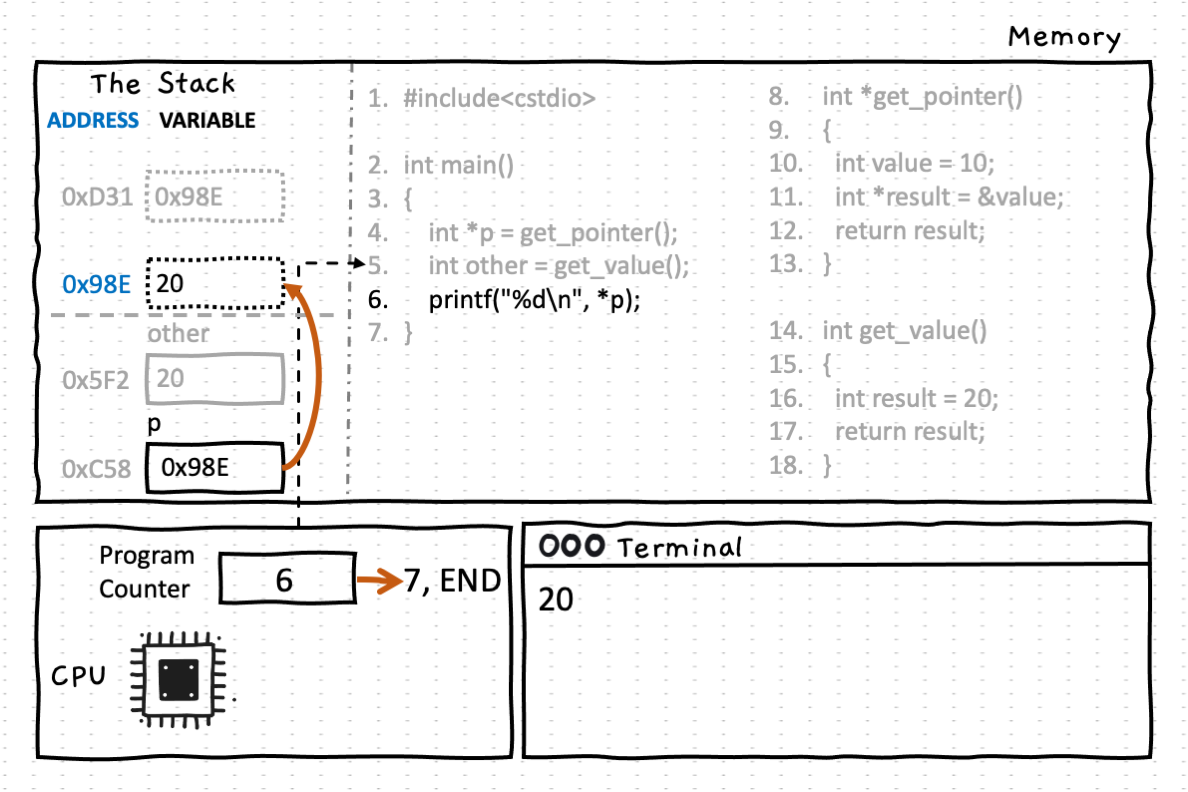 Memory
The Stack
ADDRESS VARIABLE
0xD31 0x98E
0x98E 20
other
0x5F2 20
p
0xC58 0x98E
1. #include<cstdio>
2. int main()
3. {
4. int *p = get_pointer();
5. int other = get_value();
6. printf("%d\n", *p);
7. }
8. int *get_pointer()
9. {
10. int value = 10;
11. int *result = &value;
12. return result;
13. }
14. int get_value()
15. {
16. int result = 20;
17. return result;
18. }
Program
Counter
6
7, END
CPU
OOO Terminal
20